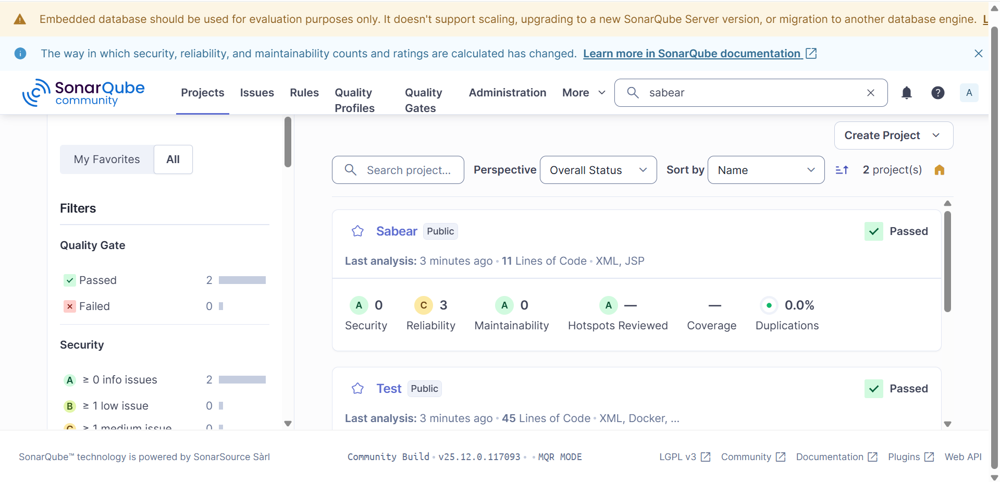 Embedded database should be used for evaluation purposes only. It doesn't support scaling, upgrading to a new SonarQube Server version, or migration to another database engine. L
The way in which security, reliability, and maintainability counts and ratings are calculated has changed. Learn more in SonarQube documentation
SonarQube community
Projects
Issues
Rules
Quality Profiles
Quality Gates
Administration
More
sabear
A
My Favorites
All
Filters
Quality Gate
Passed 2
Failed 0
Security
A ≥ 0 info issues 2
B ≥ 1 low issue 0
C ≥ 1 medium issue 0
Create Project
Search project...
Perspective Overall Status
Sort by Name
2 project(s)
Sabear Public
Passed
Last analysis: 3 minutes ago • 11 Lines of Code • XML, JSP
A 0 C 3 A 0 A — — 0.0%
Security Reliability Maintainability Hotspots Reviewed Coverage Duplications
Test Public
Passed
Last analysis: 3 minutes ago • 45 Lines of Code • XML, Docker, ...
SonarQube™ technology is powered by SonarSource Sàrl
Community Build • v25.12.0.117093 • • MQR MODE
LGPL v3 Community Documentation Plugins Web API